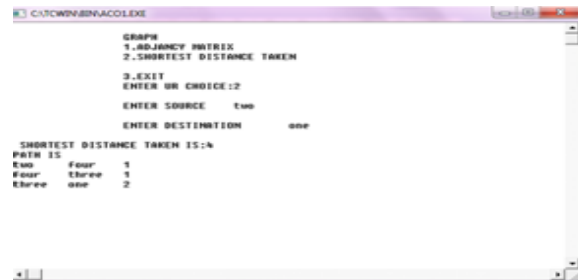 C:\TCWIN\BIN\ACO1.EXE
GRAPH
1.ADJANCY MATRIX
2.SHORTEST DISTANCE TAKEN
3.EXIT
ENTER UR CHOICE:2
ENTER SOURCE two
ENTER DESTINATION one
SHORTEST DISTANCE TAKEN IS:4
PATH IS
two four 1
four three 1
three one 2